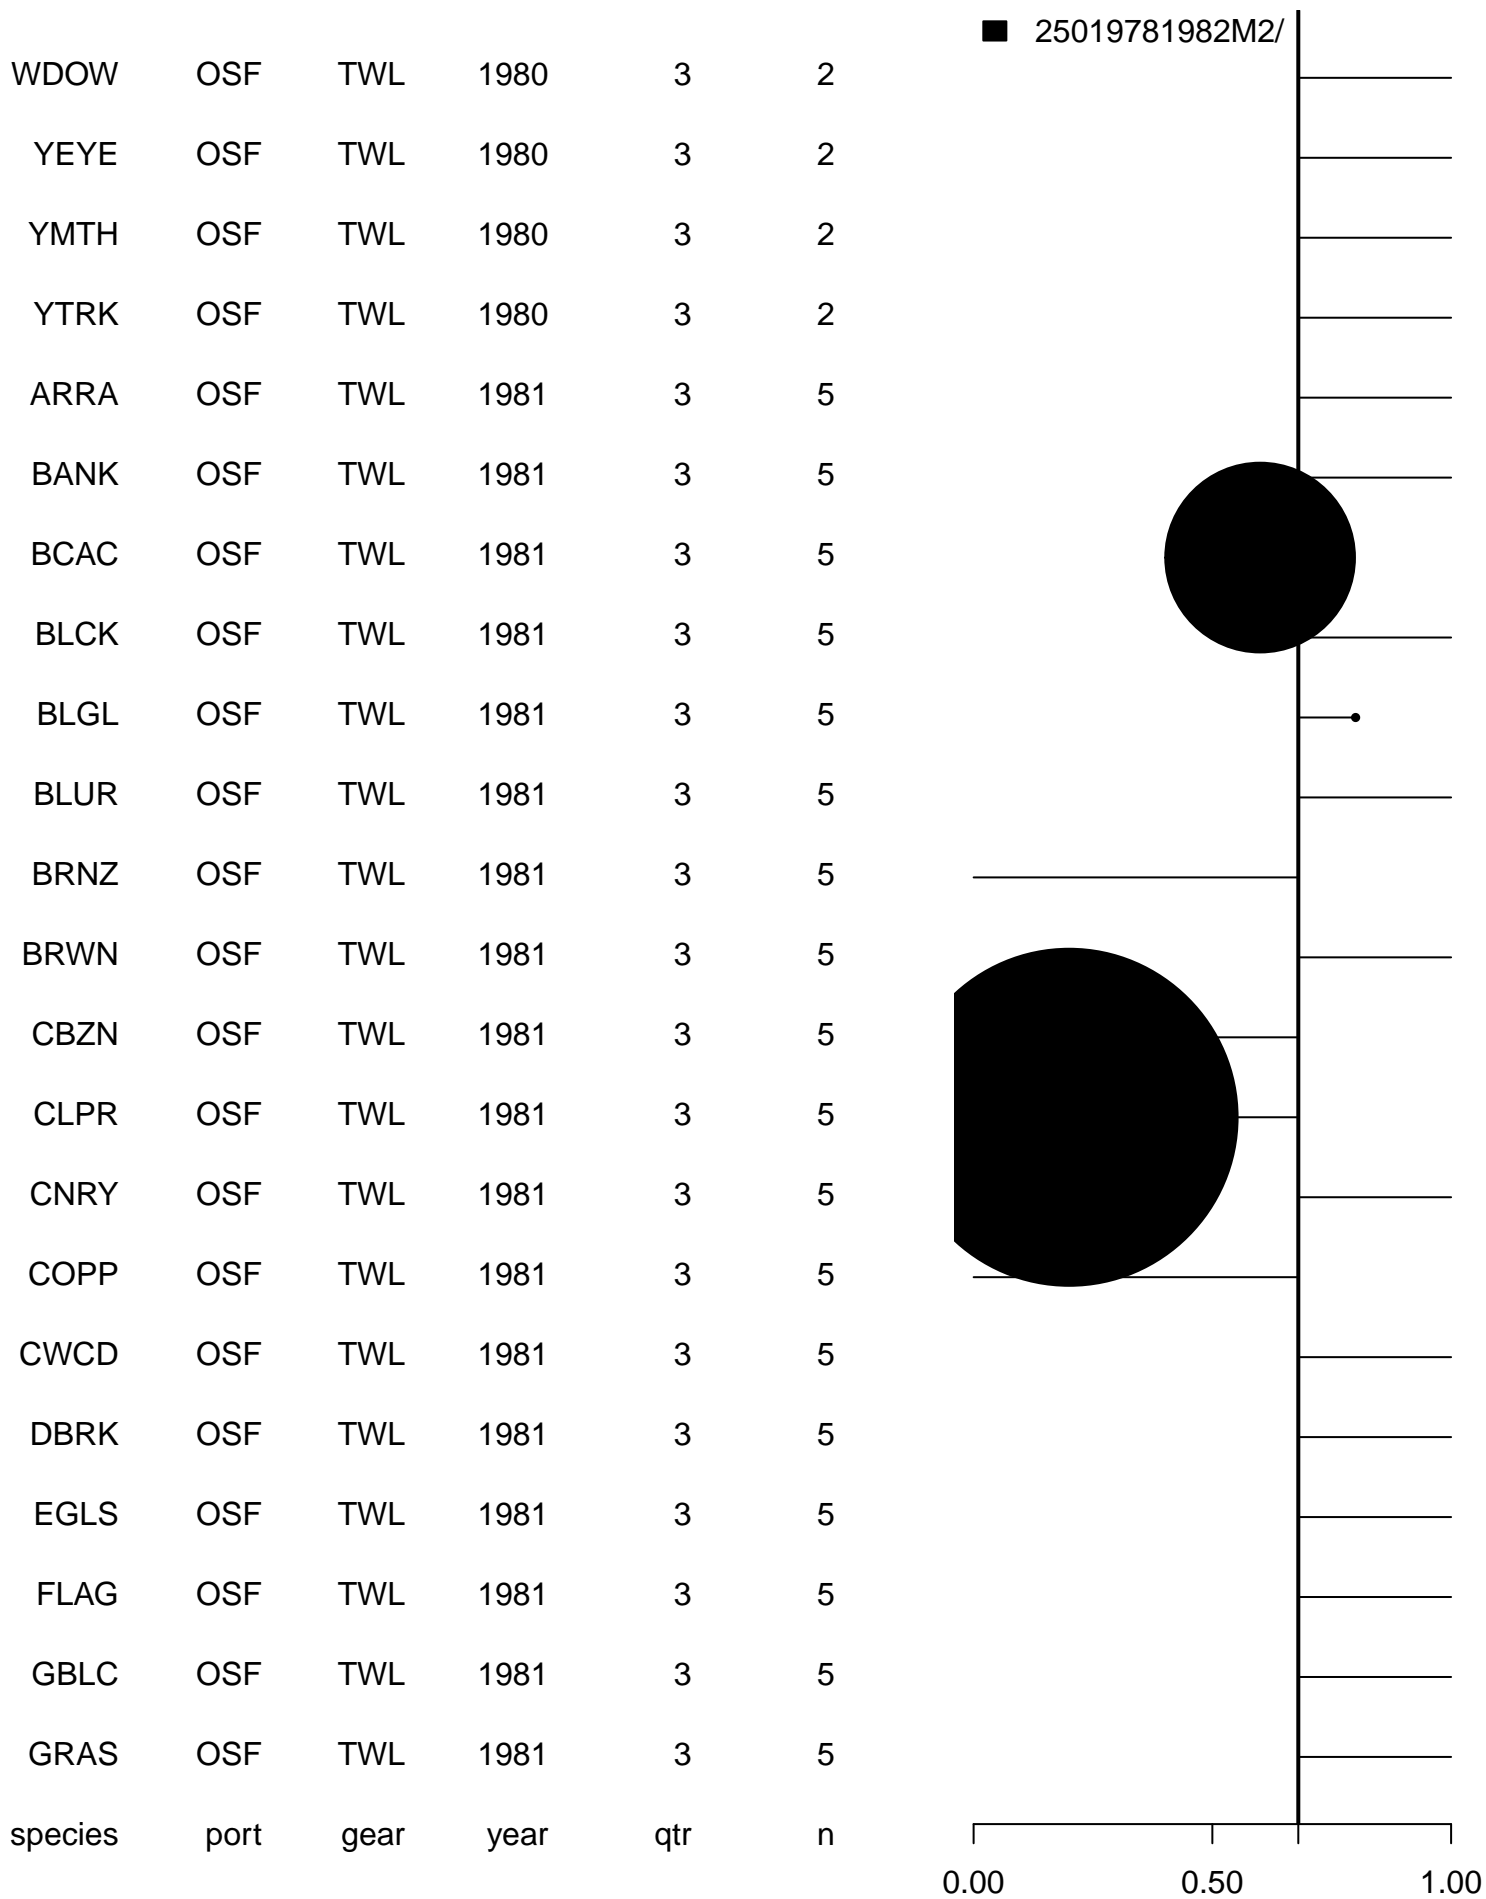 25019781982M2/
WDOW OSF TWL 1980 3 2
YEYE OSF TWL 1980 3 2
YMTH OSF TWL 1980 3 2
YTRK OSF TWL 1980 3 2
ARRA OSF TWL 1981 3 5
BANK OSF TWL 1981 3 5
BCAC OSF TWL 1981 3 5
BLCK OSF TWL 1981 3 5
BLGL OSF TWL 1981 3 5
BLUR OSF TWL 1981 3 5
BRNZ OSF TWL 1981 3 5
BRWN OSF TWL 1981 3 5
CBZN OSF TWL 1981 3 5
CLPR OSF TWL 1981 3 5
CNRY OSF TWL 1981 3 5
COPP OSF TWL 1981 3 5
CWCD OSF TWL 1981 3 5
DBRK OSF TWL 1981 3 5
EGLS OSF TWL 1981 3 5
FLAG OSF TWL 1981 3 5
GBLC OSF TWL 1981 3 5
GRAS OSF TWL 1981 3 5
species port gear year qtr n
0.00 0.50 1.00